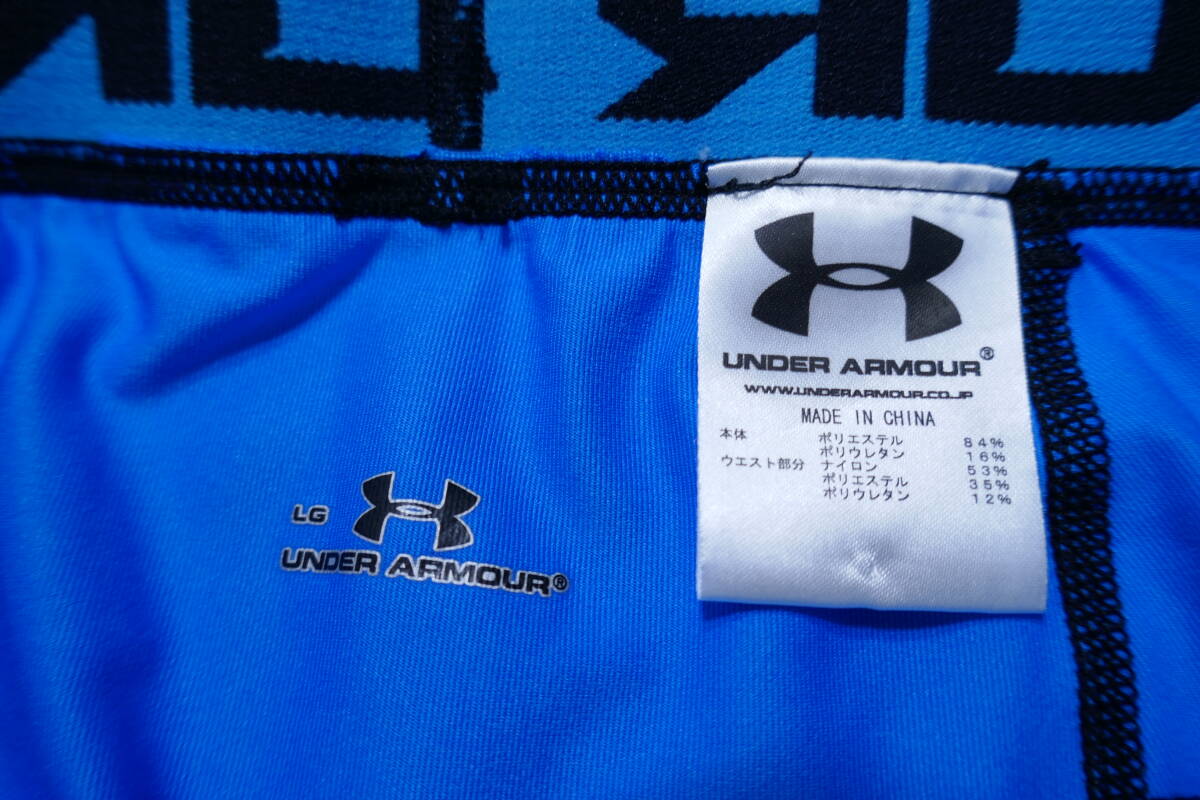 UNDER ARMOUR®
WWW.UNDERARMOUR.CO.JP
MADE IN CHINA
本体 ポリエステル 84%
ポリウレタン 16%
ウエスト部分 ナイロン 53%
ポリエステル 35%
ポリウレタン 12%
LG
UNDER ARMOUR®